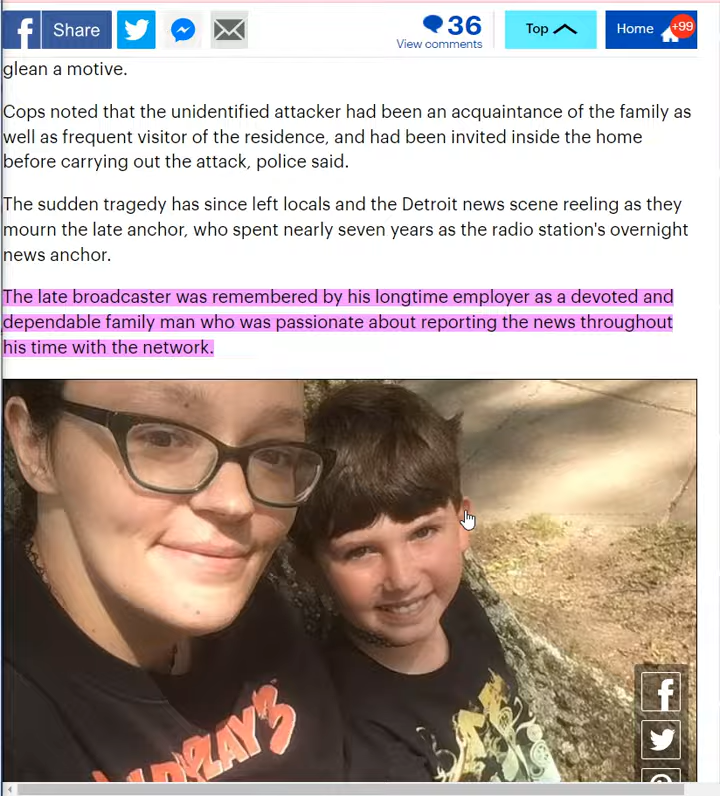 Share
36
View comments
Top
Home
+99
glean a motive.
Cops noted that the unidentified attacker had been an acquaintance of the family as
well as frequent visitor of the residence, and had been invited inside the home
before carrying out the attack, police said.
The sudden tragedy has since left locals and the Detroit news scene reeling as they
mourn the late anchor, who spent nearly seven years as the radio station's overnight
news anchor.
The late broadcaster was remembered by his longtime employer as a devoted and
dependable family man who was passionate about reporting the news throughout
his time with the network.